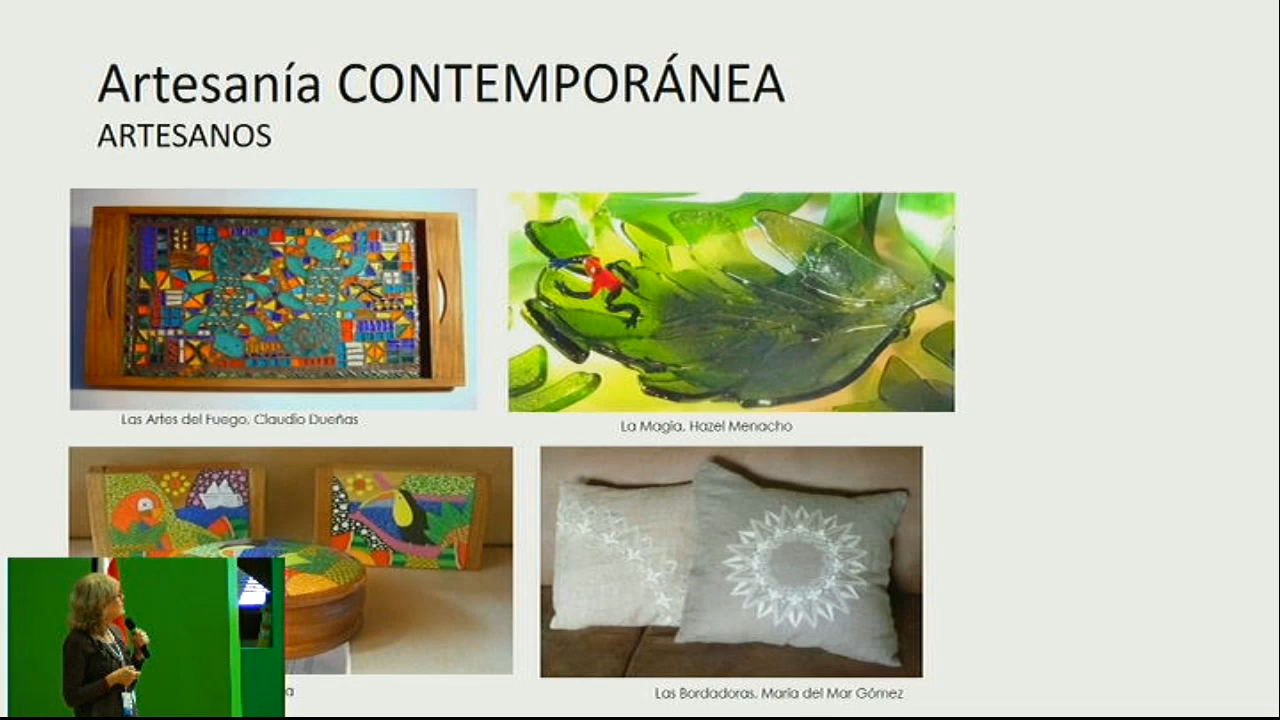 Artesanía CONTEMPORÁNEA
ARTESANOS
Las Artes del Fuego, Claudio Dueñas
La Magia, Hazel Menacho
Las Bordadoras, María del Mar Gómez